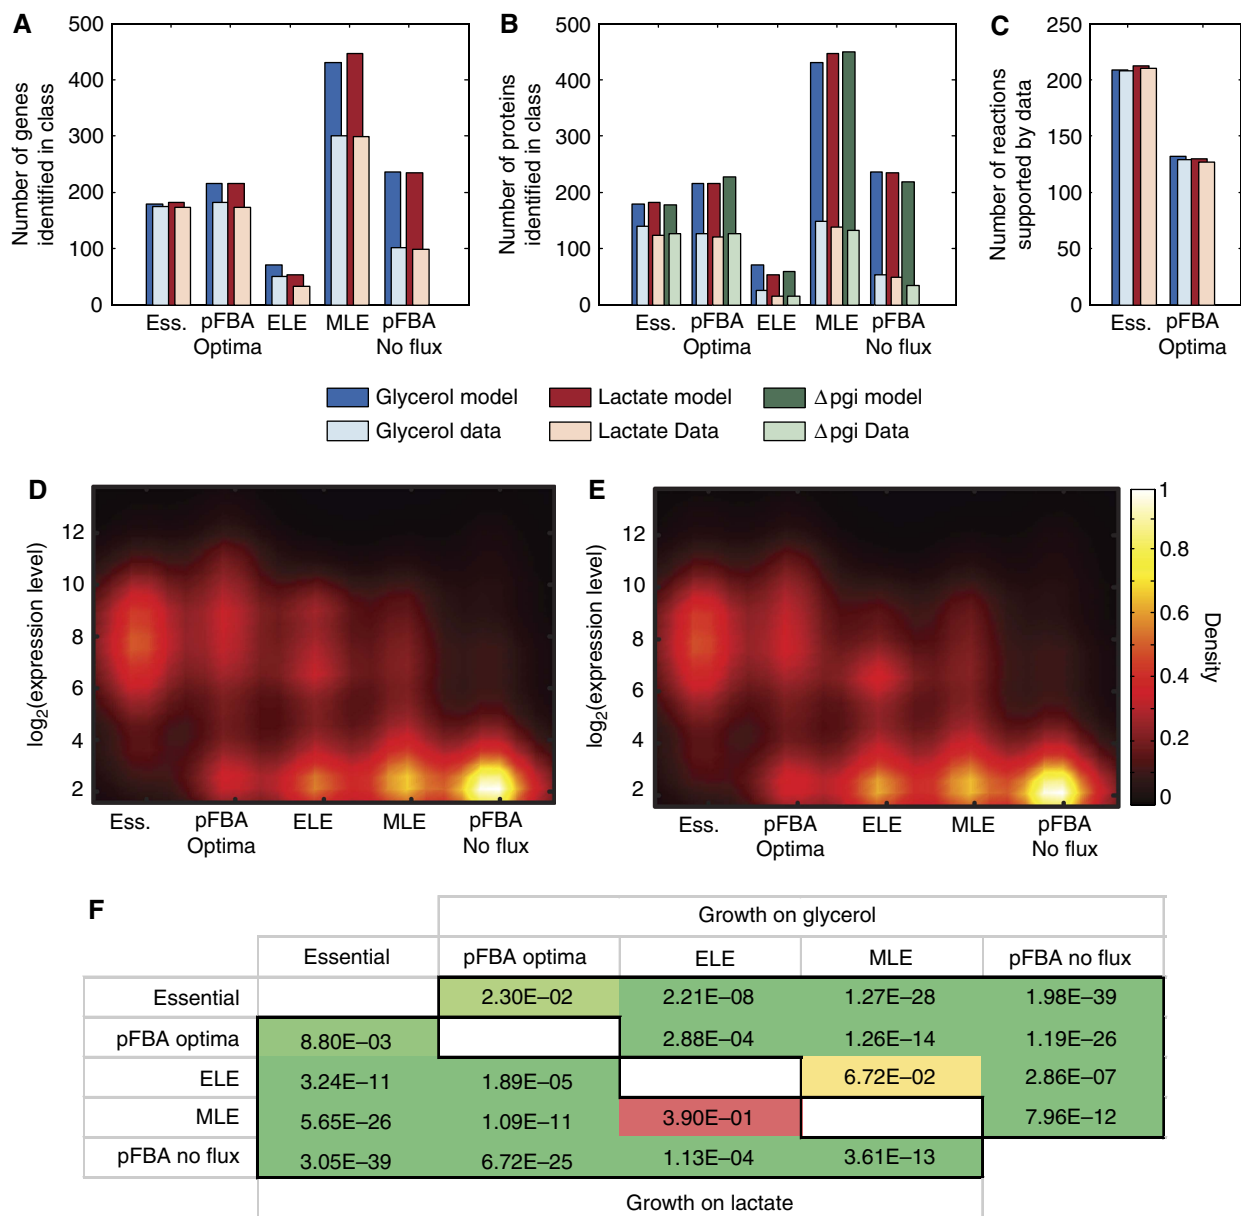 A
Number of genes
identified in class
500
400
300
200
100
0
Ess.
pFBA
Optima
ELE
MLE
pFBA
No flux
B
Number of proteins
identified in class
500
400
300
200
100
0
Ess.
pFBA
Optima
ELE
MLE
pFBA
No flux
C
Number of reactions
supported by data
250
200
150
100
50
0
Ess.
pFBA
Optima
Glycerol model
Lactate model
Δpgi model
Glycerol data
Lactate Data
Δpgi Data
D
log2(expression level)
12
10
8
6
4
2
Ess.
pFBA
Optima
ELE
MLE
pFBA
No flux
E
log2(expression level)
12
10
8
6
4
2
Ess.
pFBA
Optima
ELE
MLE
pFBA
No flux
1
0.8
0.6
0.4
0.2
0
Density
F
Growth on glycerol
Essential pFBA optima ELE MLE pFBA no flux
Essential 2.30E–02 2.21E–08 1.27E–28 1.98E–39
pFBA optima 8.80E–03 2.88E–04 1.26E–14 1.19E–26
ELE 3.24E–11 1.89E–05 6.72E–02 2.86E–07
MLE 5.65E–26 1.09E–11 3.90E–01 7.96E–12
pFBA no flux 3.05E–39 6.72E–25 1.13E–04 3.61E–13
Growth on lactate